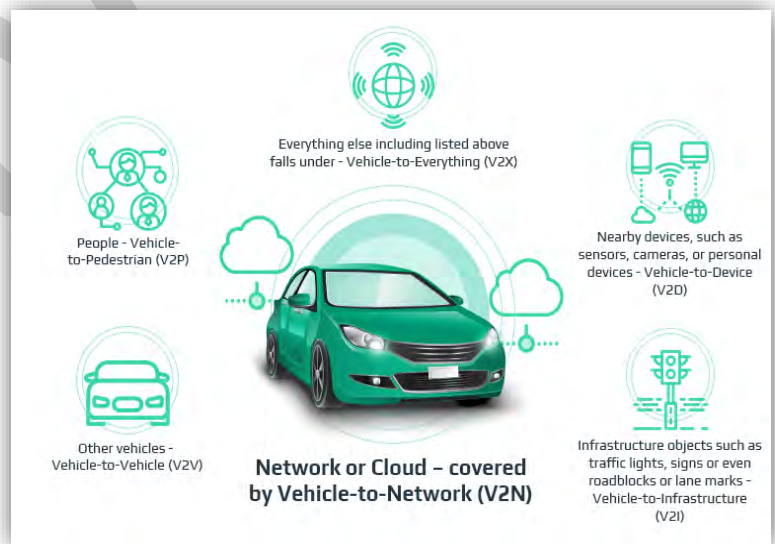 Everything else including listed above
falls under - Vehicle-to-Everything (V2X)
People - Vehicle-
to-Pedestrian (V2P)
Nearby devices, such as
sensors, cameras, or personal
devices - Vehicle-to-Device
(V2D)
Other vehicles -
Vehicle-to-Vehicle (V2V)
Network or Cloud – covered
by Vehicle-to-Network (V2N)
Infrastructure objects such as
traffic lights, signs or even
roadblocks or lane marks -
Vehicle-to-Infrastructure
(V2I)